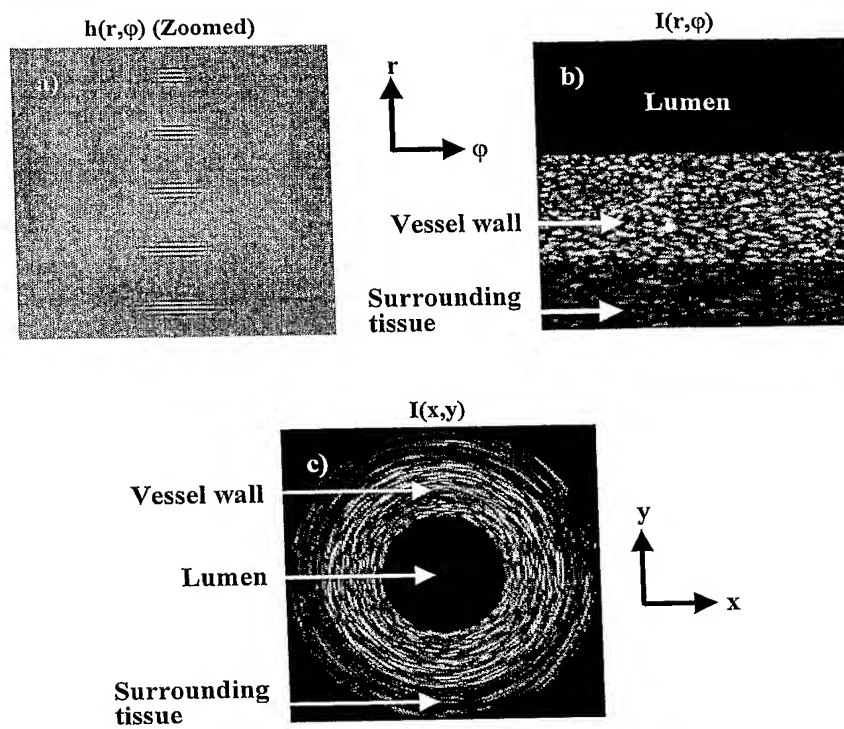 h(r,φ) (Zoomed)
I(r,φ)
a)
r
φ
b)
Lumen
Vessel wall
Surrounding
tissue
I(x,y)
c)
Vessel wall
Lumen
Surrounding
tissue
y
x